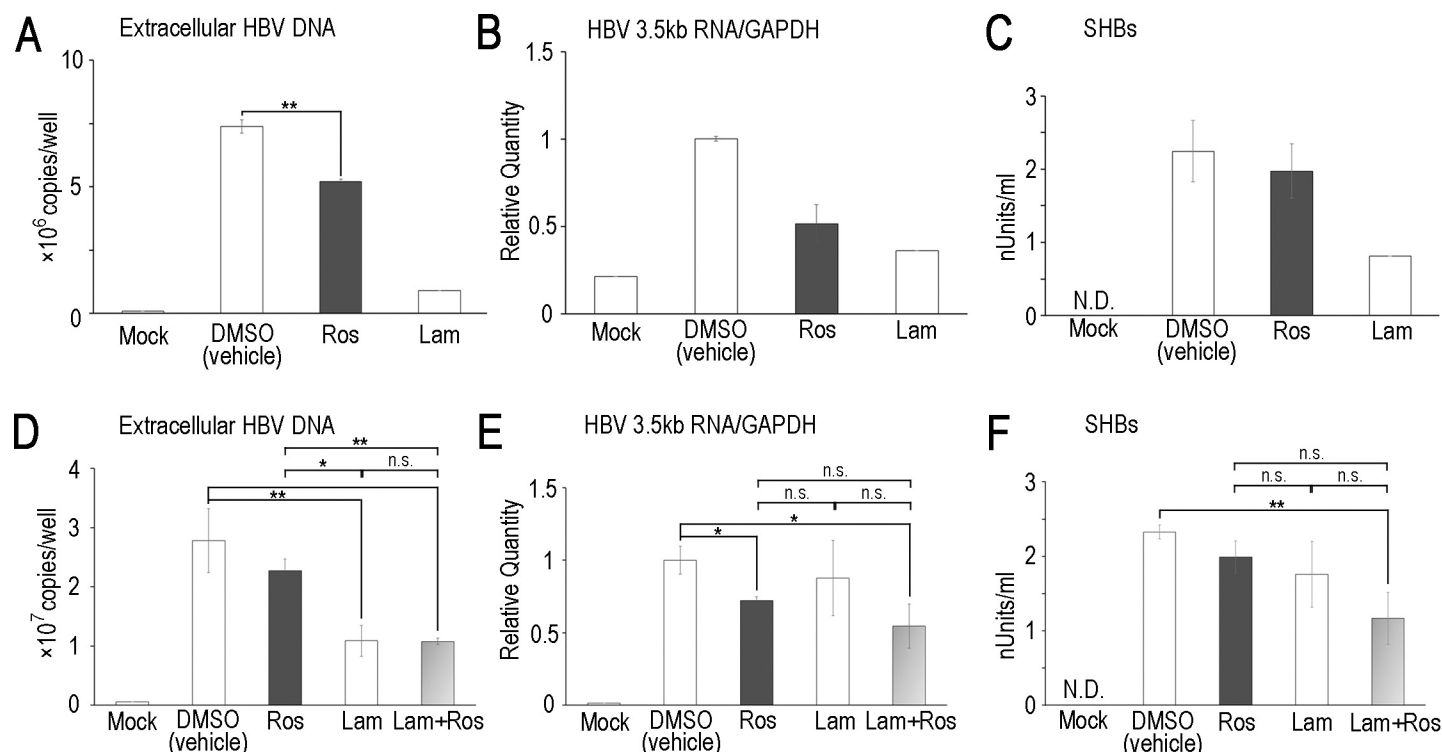 A Extracellular HBV DNA
10
5
0
×10⁶ copies/well
**
Mock DMSO (vehicle) Ros Lam
B HBV 3.5kb RNA/GAPDH
1.5
1
0.5
0
Relative Quantity
Mock DMSO (vehicle) Ros Lam
C SHBs
3
2
1
0
nUnits/ml
N.D.
Mock DMSO (vehicle) Ros Lam
D Extracellular HBV DNA
4
3
2
1
0
×10⁷ copies/well
**
* n.s.
**
Mock DMSO (vehicle) Ros Lam Lam+Ros
E HBV 3.5kb RNA/GAPDH
1.5
1
0.5
0
Relative Quantity
n.s.
n.s. n.s.
*
*
Mock DMSO (vehicle) Ros Lam Lam+Ros
F SHBs
3
2
1
0
nUnits/ml
n.s.
n.s. n.s.
**
N.D.
Mock DMSO (vehicle) Ros Lam Lam+Ros